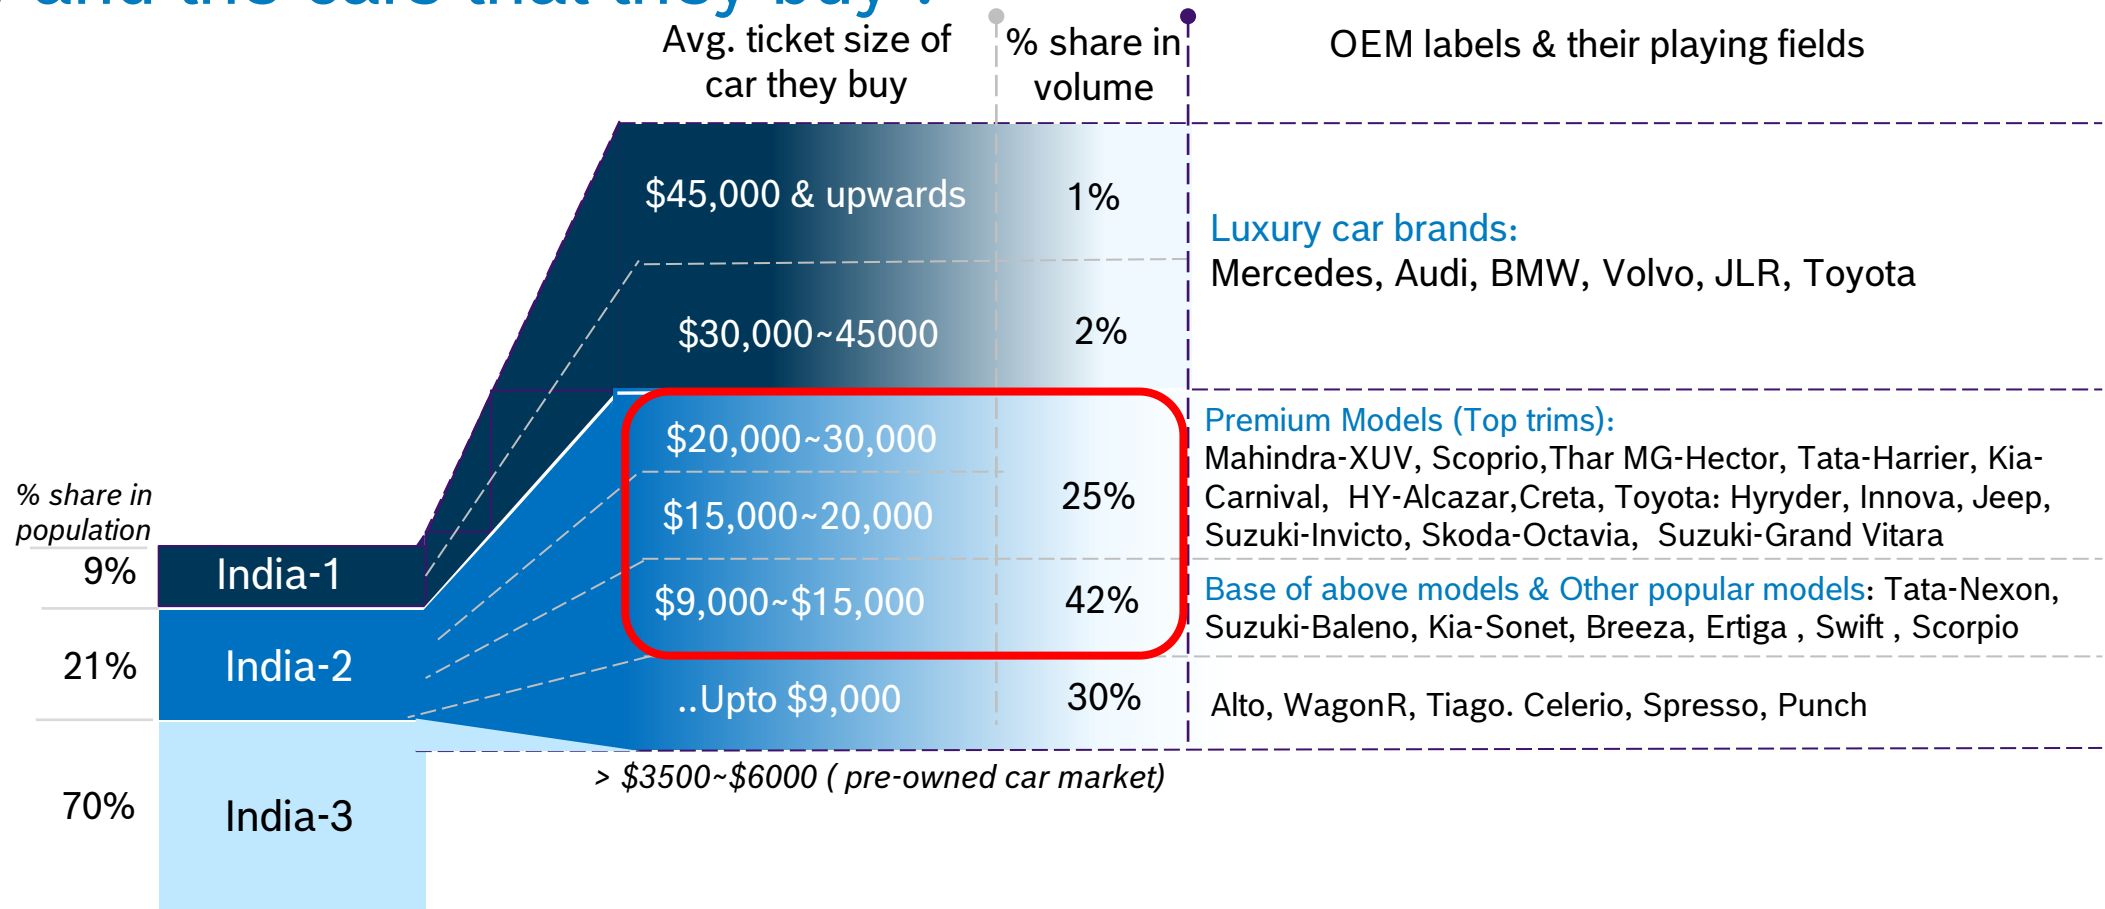 and the cars that they buy :
Avg. ticket size of
car they buy
% share in
volume
OEM labels & their playing fields
$45,000 & upwards
1%
Luxury car brands:
Mercedes, Audi, BMW, Volvo, JLR, Toyota
$30,000~45000
2%
$20,000~30,000
$15,000~20,000
25%
Premium Models (Top trims):
Mahindra-XUV, Scoprio,Thar MG-Hector, Tata-Harrier, Kia-
Carnival, HY-Alcazar,Creta, Toyota: Hyryder, Innova, Jeep,
Suzuki-Invicto, Skoda-Octavia, Suzuki-Grand Vitara
$9,000~$15,000
42%
Base of above models & Other popular models: Tata-Nexon,
Suzuki-Baleno, Kia-Sonet, Breeza, Ertiga , Swift , Scorpio
..Upto $9,000
30%
Alto, WagonR, Tiago. Celerio, Spresso, Punch
> $3500~$6000 ( pre-owned car market)
% share in
population
9%
India-1
21%
India-2
70%
India-3